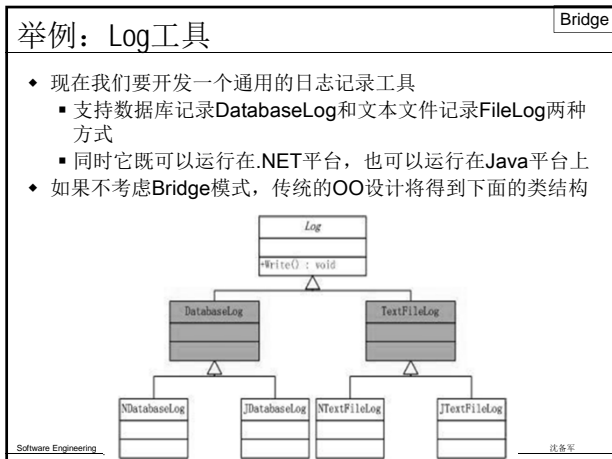 Bridge
举例：Log工具
现在我们要开发一个通用的日志记录工具
支持数据库记录DatabaseLog和文本文件记录FileLog两种
方式
同时它既可以运行在.NET平台，也可以运行在Java平台上
如果不考虑Bridge模式，传统的OO设计将得到下面的类结构
Log
+Write() : void
DatabaseLog
TextFileLog
NDatabaseLog
JDatabaseLog
NTextFileLog
JTextFileLog
Software Engineering
沈备军